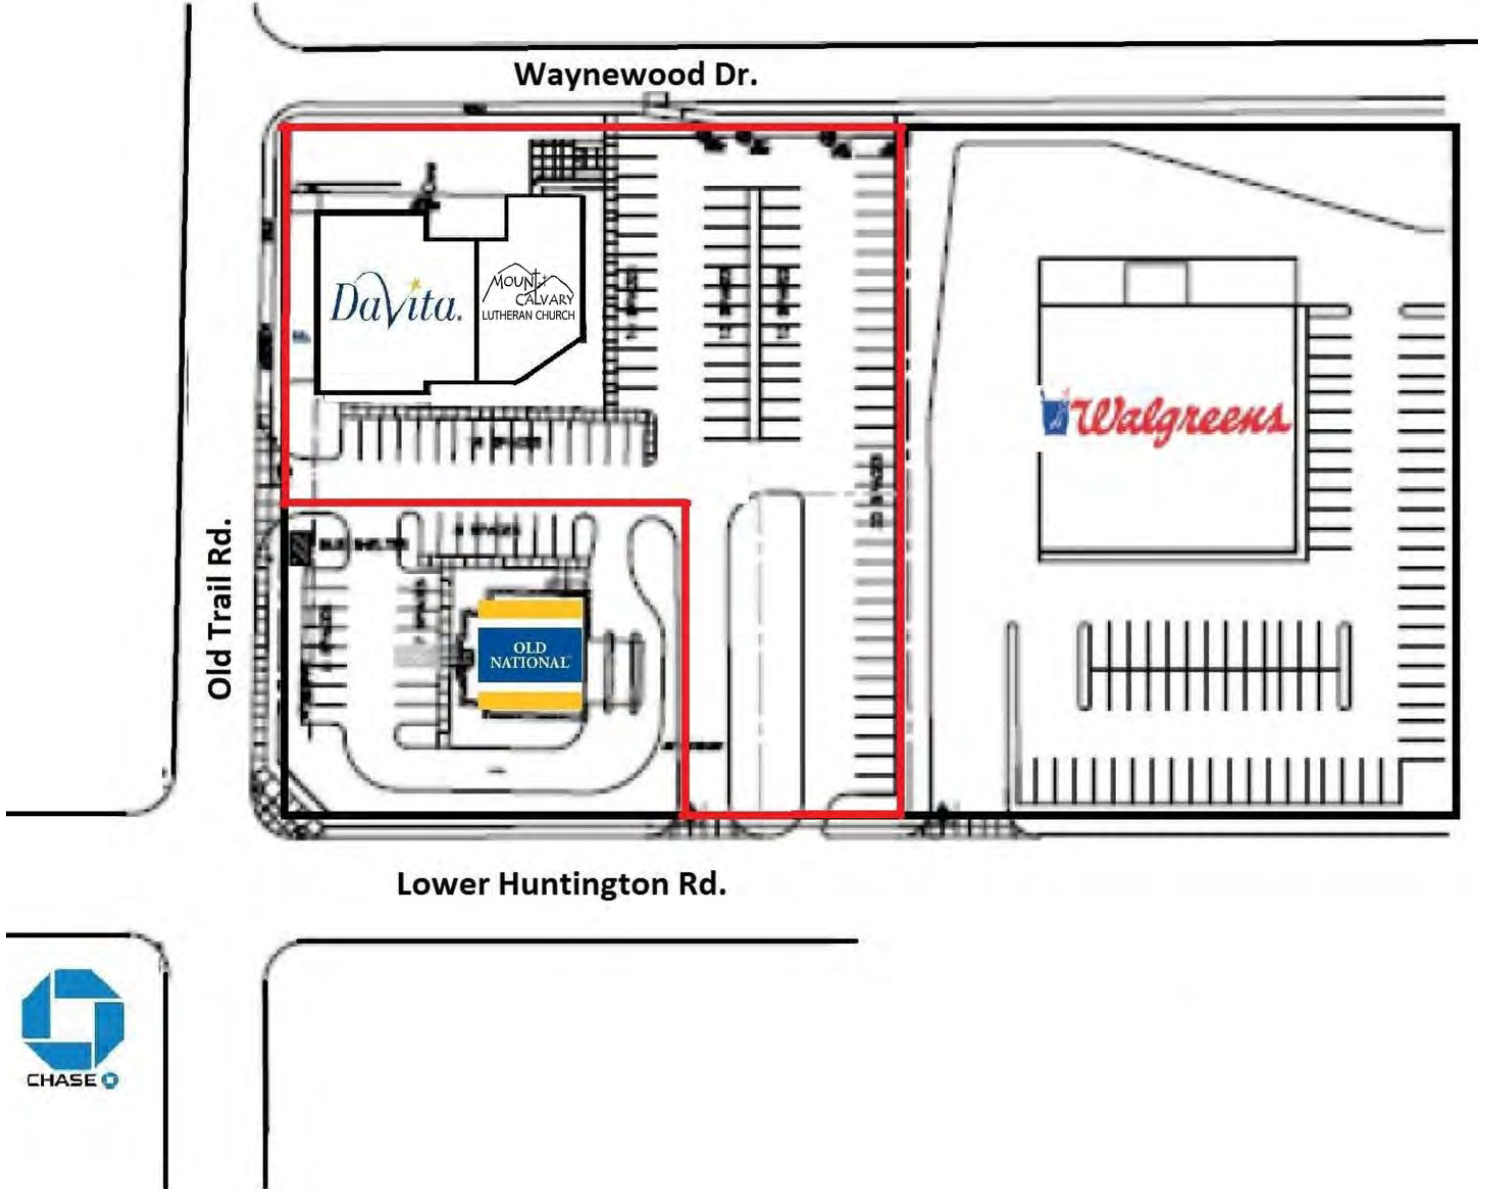 Waynewood Dr.
DaVita.
MOUNT
CALVARY
LUTHERAN CHURCH
Walgreens
Old Trail Rd.
OLD
NATIONAL
Lower Huntington Rd.
CHASE